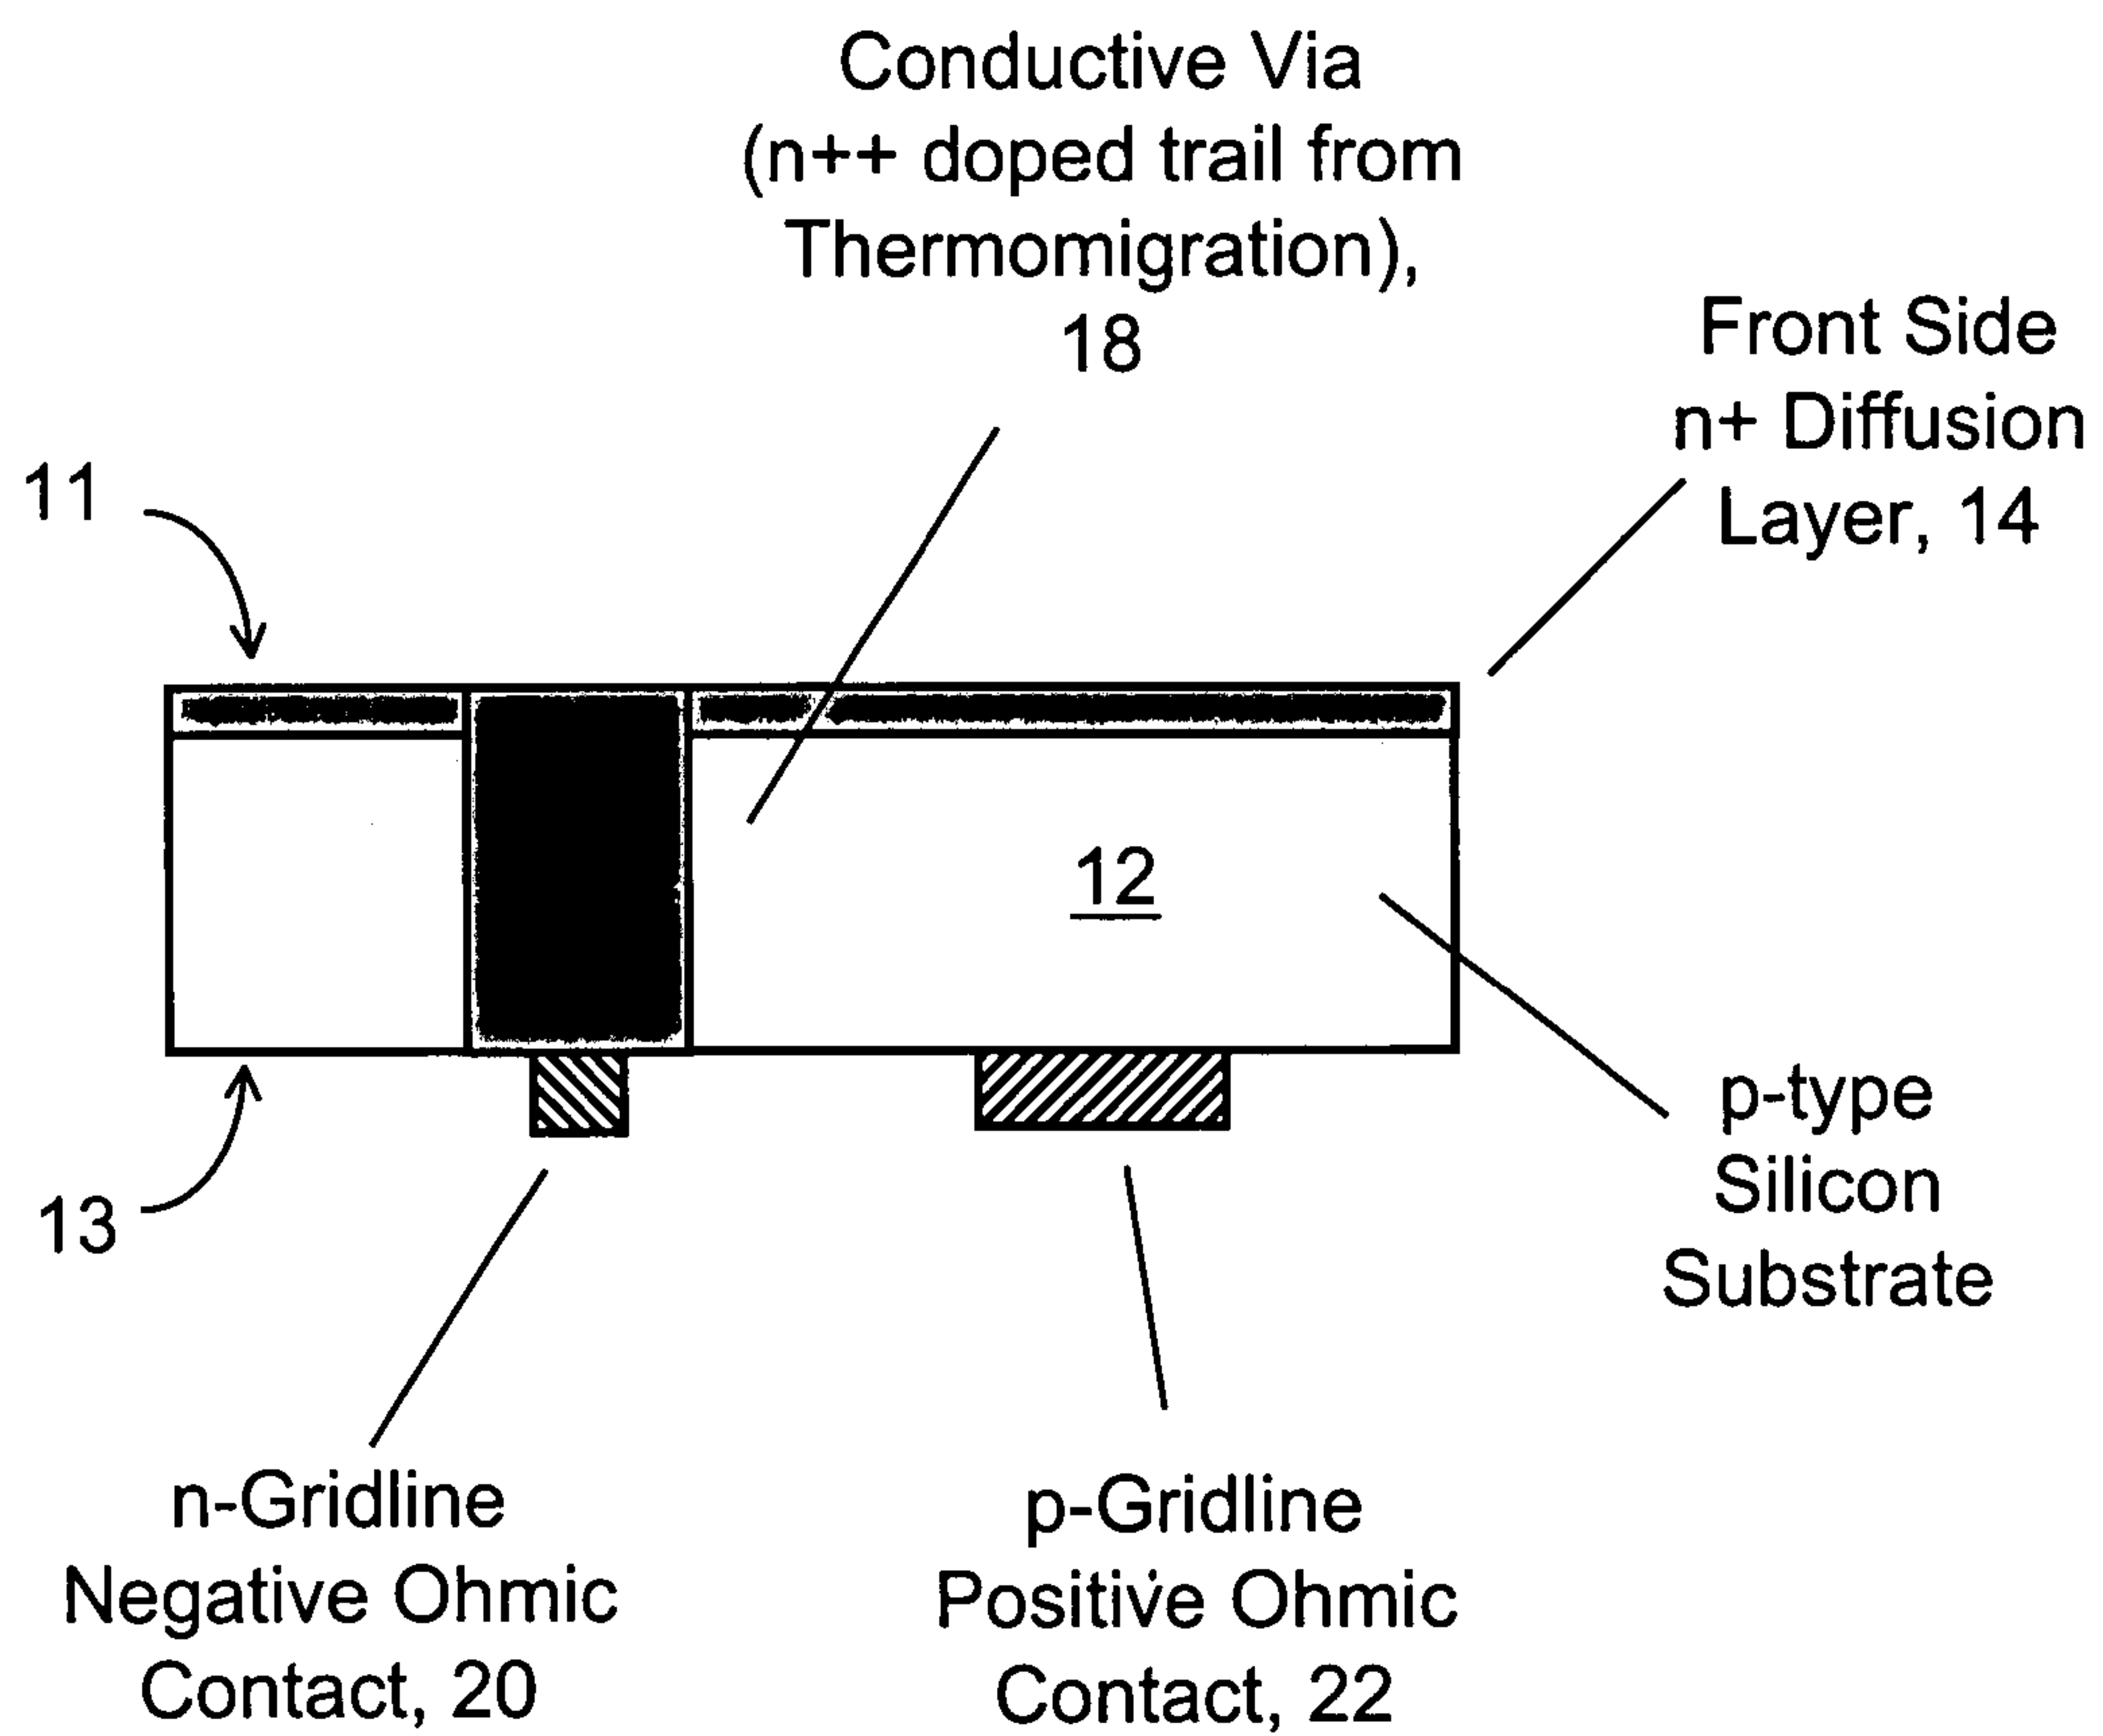 Conductive Via
(n++ doped trail from
Thermomigration),
18
Front Side
n+ Diffusion
Layer, 14
11
12
13
p-type
Silicon
Substrate
n-Gridline
Negative Ohmic
Contact, 20
p-Gridline
Positive Ohmic
Contact, 22